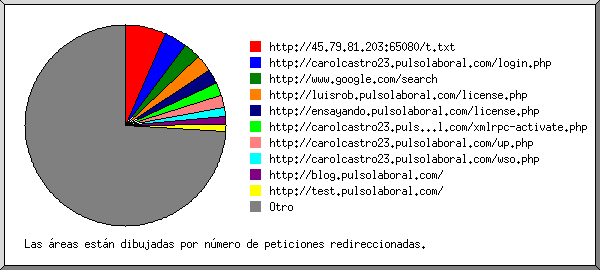 http://45.79.81.203:65080/t.txt
http://carolcastro23.pulsolaboral.com/login.php
http://www.google.com/search
http://luisrob.pulsolaboral.com/license.php
http://ensayando.pulsolaboral.com/license.php
http://carolcastro23.puls...l.com/xmlrpc-activate.php
http://carolcastro23.pulsolaboral.com/up.php
http://carolcastro23.pulsolaboral.com/wso.php
http://blog.pulsolaboral.com/
http://test.pulsolaboral.com/
Otro
Las áreas están dibujadas por número de peticiones redireccionadas.